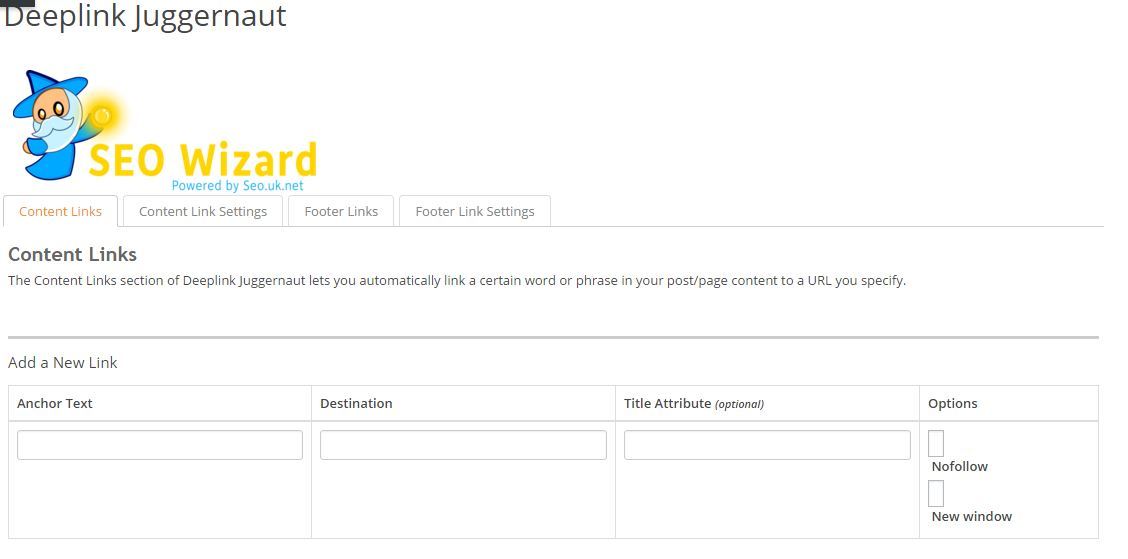 Deeplink Juggernaut
SEO Wizard
Powered by Seo.uk.net
Content Links Content Link Settings Footer Links Footer Link Settings
Content Links
The Content Links section of Deeplink Juggernaut lets you automatically link a certain word or phrase in your post/page content to a URL you specify.
Add a New Link
Anchor Text Destination Title Attribute (optional) Options
Nofollow
New window